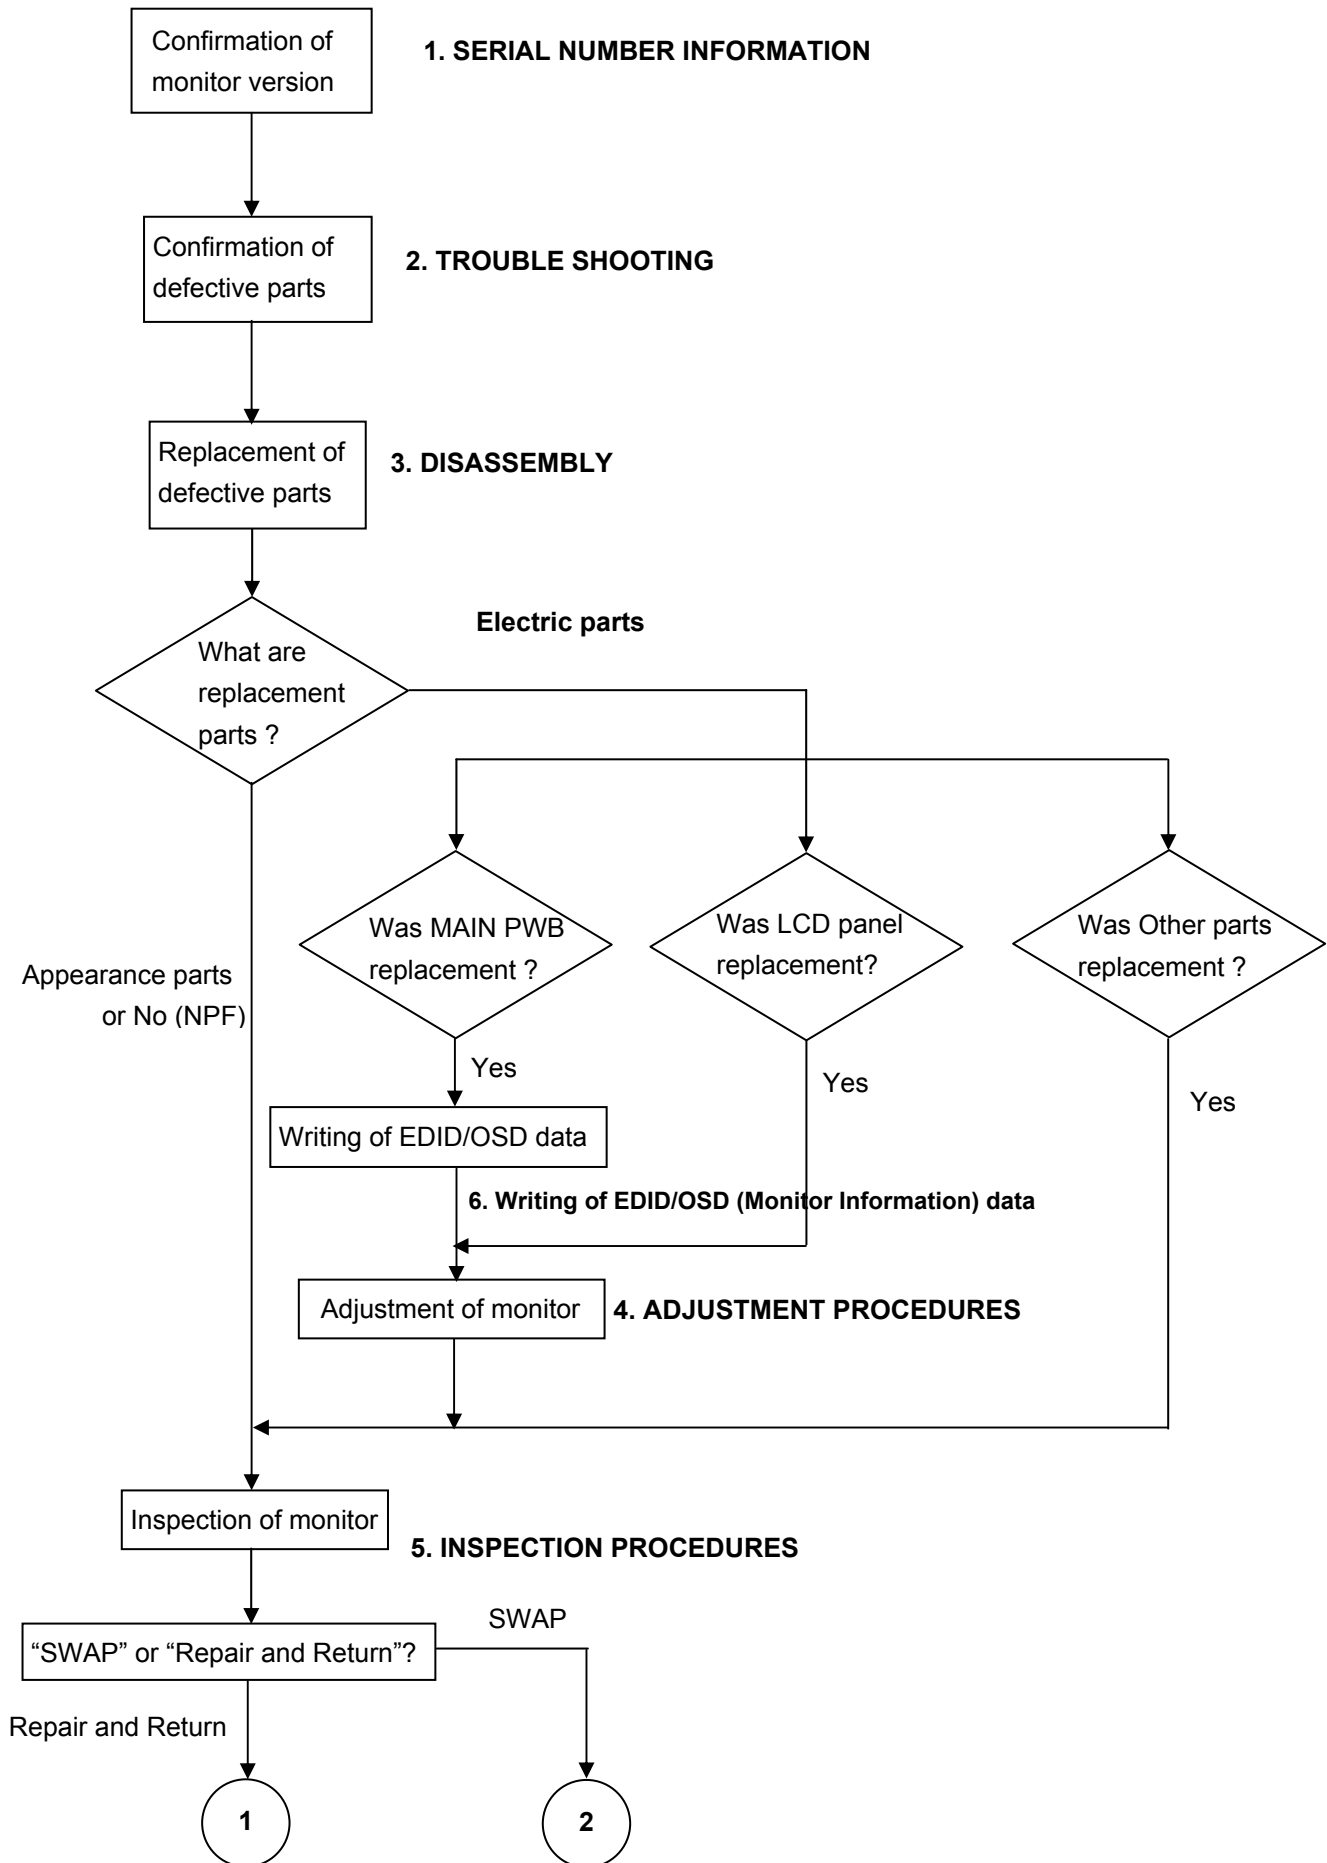 Confirmation of
monitor version
1. SERIAL NUMBER INFORMATION
Confirmation of
defective parts
2. TROUBLE SHOOTING
Replacement of
defective parts
3. DISASSEMBLY
Electric parts
What are
replacement
parts ?
Was MAIN PWB
replacement ?
Was LCD panel
replacement?
Was Other parts
replacement ?
Appearance parts
or No (NPF)
Yes
Yes
Yes
Writing of EDID/OSD data
6. Writing of EDID/OSD (Monitor Information) data
Adjustment of monitor
4. ADJUSTMENT PROCEDURES
Inspection of monitor
5. INSPECTION PROCEDURES
SWAP
“SWAP” or “Repair and Return”?
Repair and Return
1
2